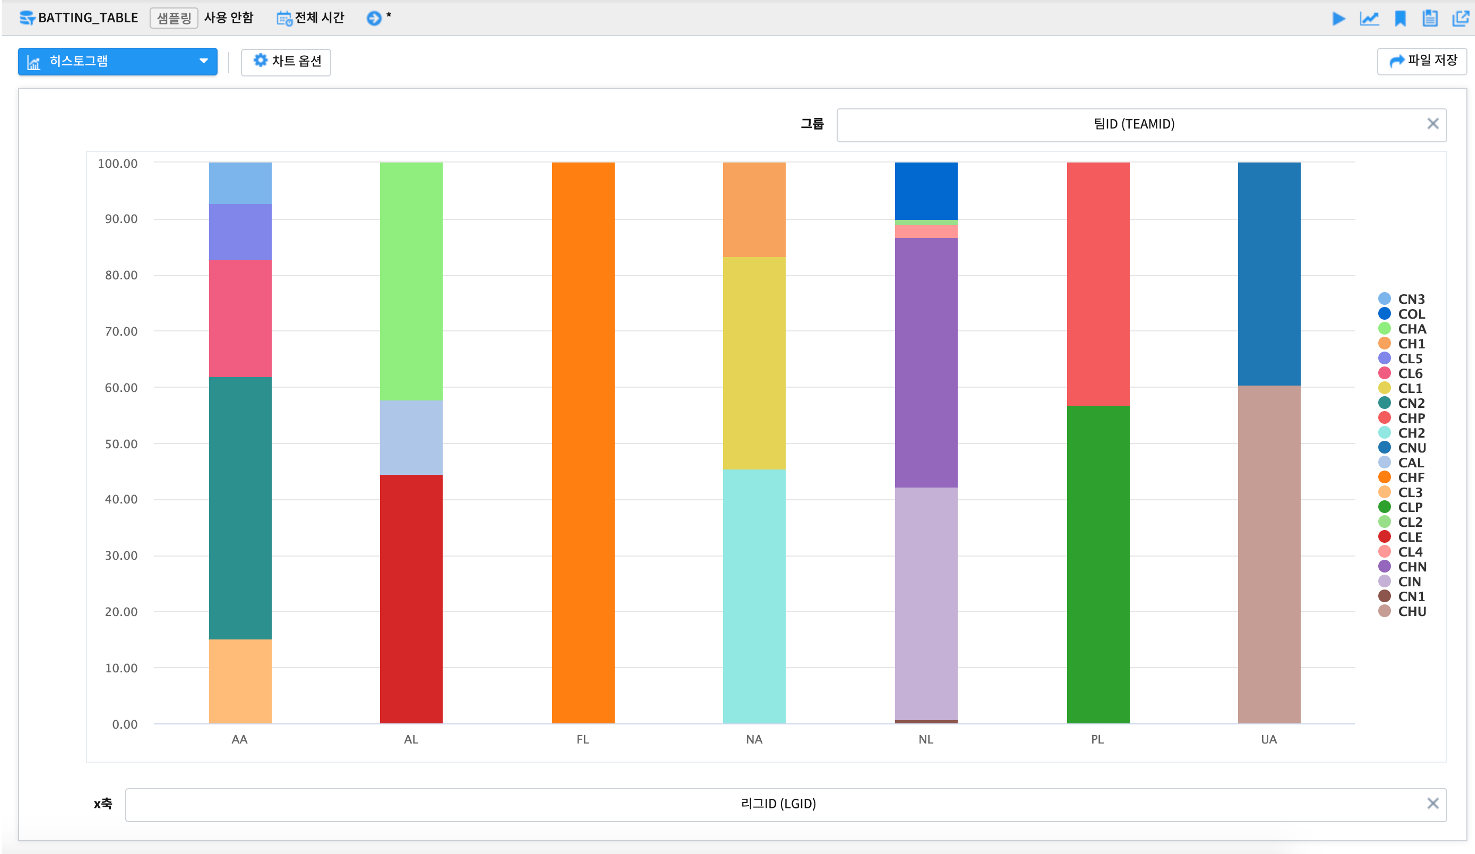 BATTING_TABLE 샘플링 사용 안함 전체 시간 *
히스토그램 차트 옵션 파일 저장
그룹 팀ID (TEAMID)
100.00
90.00
80.00
70.00
60.00
50.00
40.00
30.00
20.00
10.00
0.00
AA AL FL NA NL PL UA
CN3
COL
CHA
CH1
CL5
CL6
CL1
CN2
CHP
CH2
CNU
CAL
CHF
CL3
CLP
CL2
CLE
CL4
CHN
CIN
CN1
CHU
x축 리그ID (LGID)